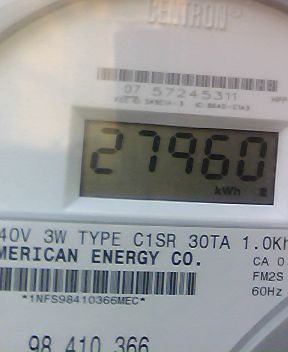 CENTRON®
07 57245311
27960
kWh
40V 3W TYPE C1SR 30TA 1.0Kh
MERICAN ENERGY CO.
CA 0
FM2S
*1NFS98410366MEC*
60Hz
98 410 366